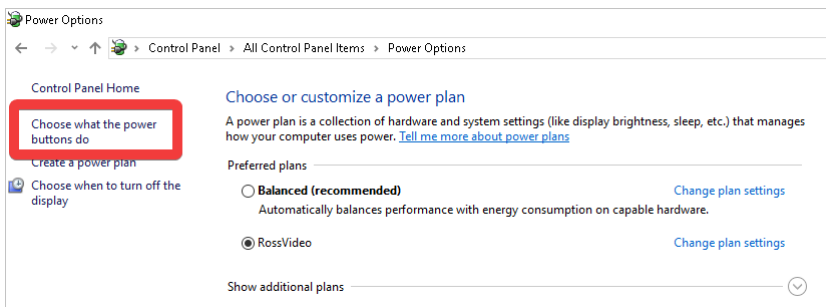 Power Options
Control Panel > All Control Panel Items > Power Options
Control Panel Home
Choose what the power
buttons do
Create a power plan
Choose when to turn off the
display
Choose or customize a power plan
A power plan is a collection of hardware and system settings (like display brightness, sleep, etc.) that manages
how your computer uses power. Tell me more about power plans
Preferred plans
Balanced (recommended) Change plan settings
Automatically balances performance with energy consumption on capable hardware.
RossVideo Change plan settings
Show additional plans